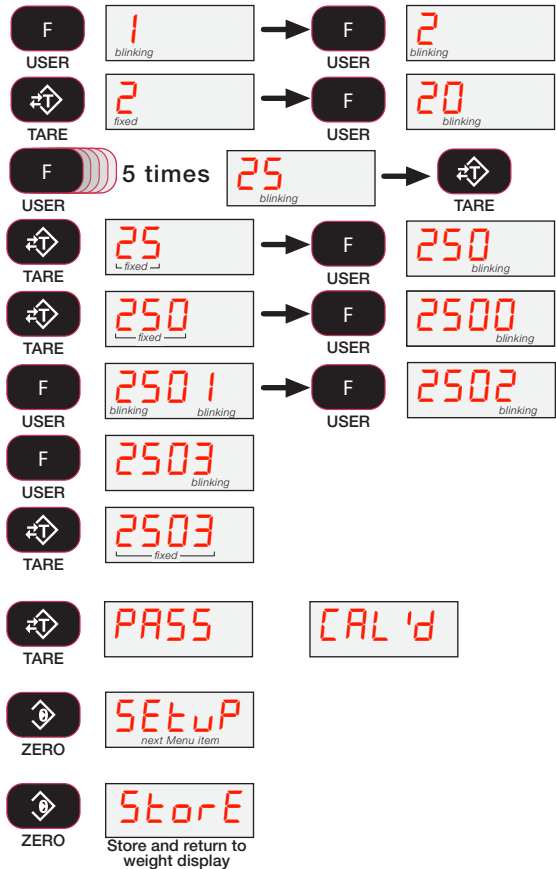 F 1 F 2
blinking blinking
USER USER
T 2 F 20
fixed blinking
TARE USER
F 5 times 25 T
blinking
USER TARE
T 25 F 250
fixed blinking
TARE USER
T 250 F 2500
fixed blinking
TARE USER
F 2501 F 2502
blinking blinking blinking
USER USER
F 2503
blinking
USER
T 2503
fixed
TARE
T PASS CAL'd
TARE
0 SEtuP
next Menu item
ZERO
0 StorE
ZERO
Store and return to
weight display